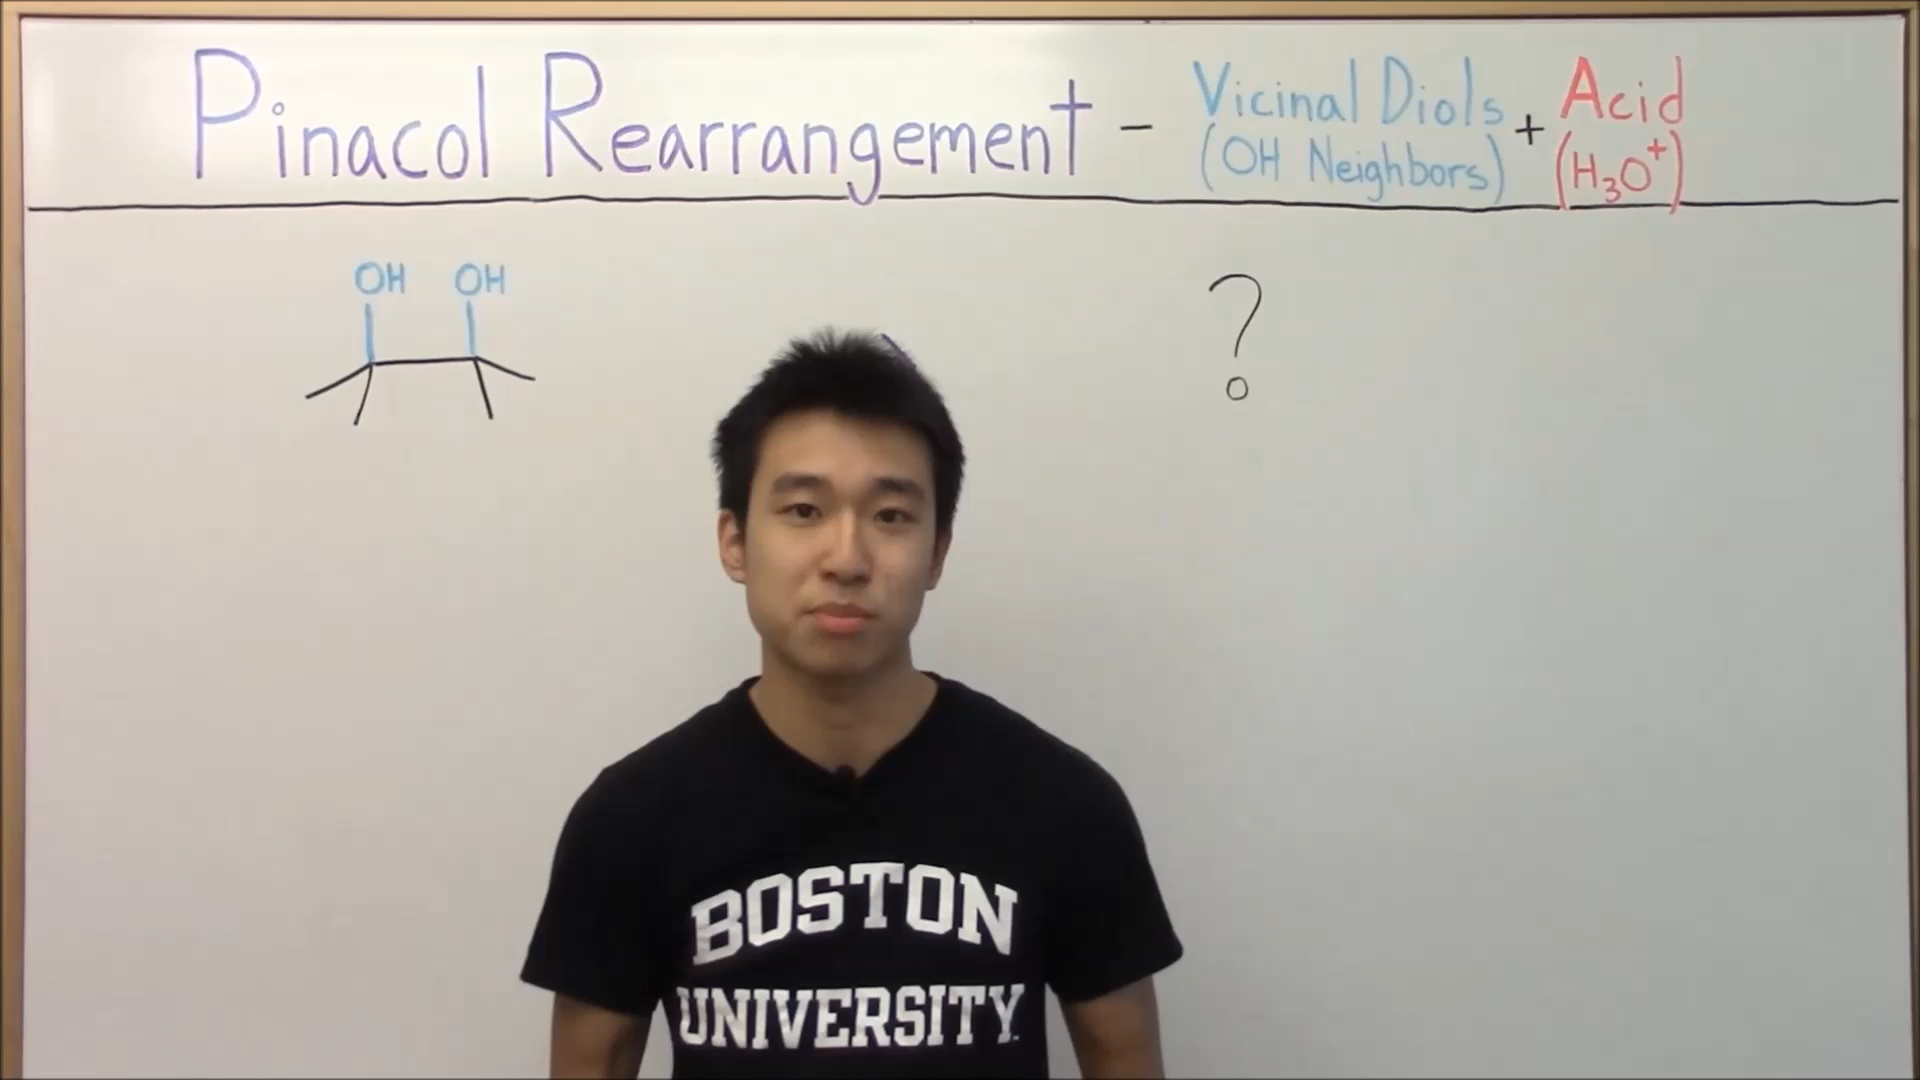 Pinacol Rearrangement - Vicinal Diols + Acid
(OH Neighbors) (H₃O⁺)
OH OH
?
BOSTON
UNIVERSITY.